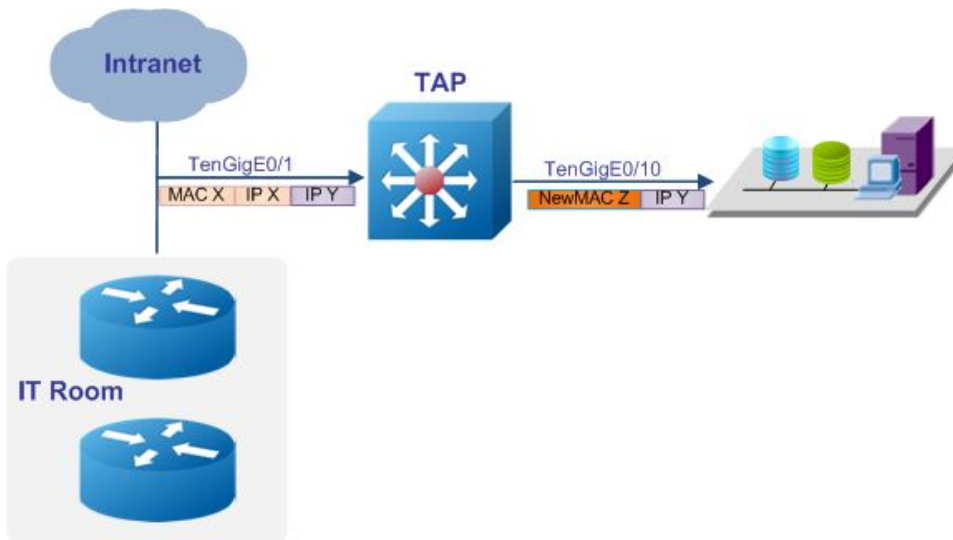 Intranet
TAP
TenGigE0/1
TenGigE0/10
MAC X IP X IP Y
NewMAC Z IP Y
IT Room